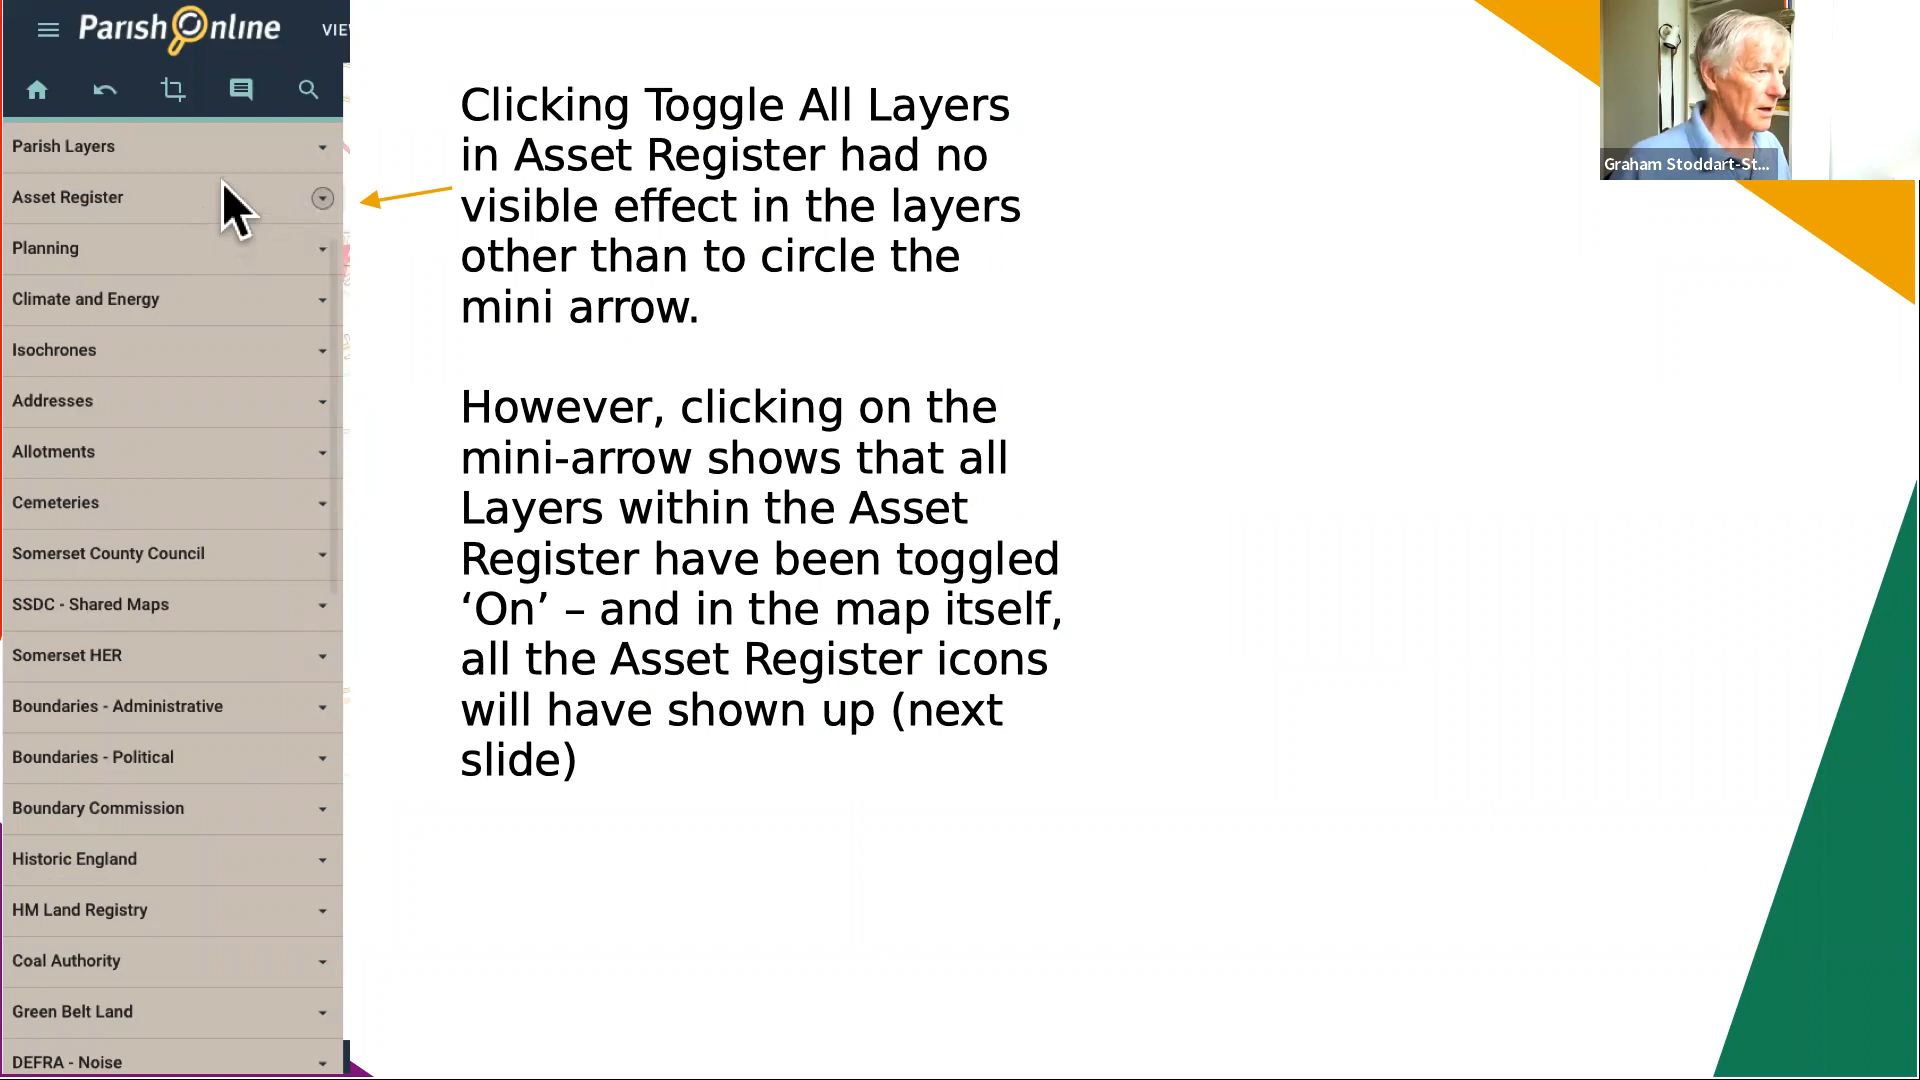 Parish Online
VIE
Parish Layers
Asset Register
Planning
Climate and Energy
Isochrones
Addresses
Allotments
Cemeteries
Somerset County Council
SSDC - Shared Maps
Somerset HER
Boundaries - Administrative
Boundaries - Political
Boundary Commission
Historic England
HM Land Registry
Coal Authority
Green Belt Land
DEFRA - Noise
Clicking Toggle All Layers
in Asset Register had no
visible effect in the layers
other than to circle the
mini arrow.
However, clicking on the
mini-arrow shows that all
Layers within the Asset
Register have been toggled
‘On’ – and in the map itself,
all the Asset Register icons
will have shown up (next
slide)
Graham Stoddart-St...